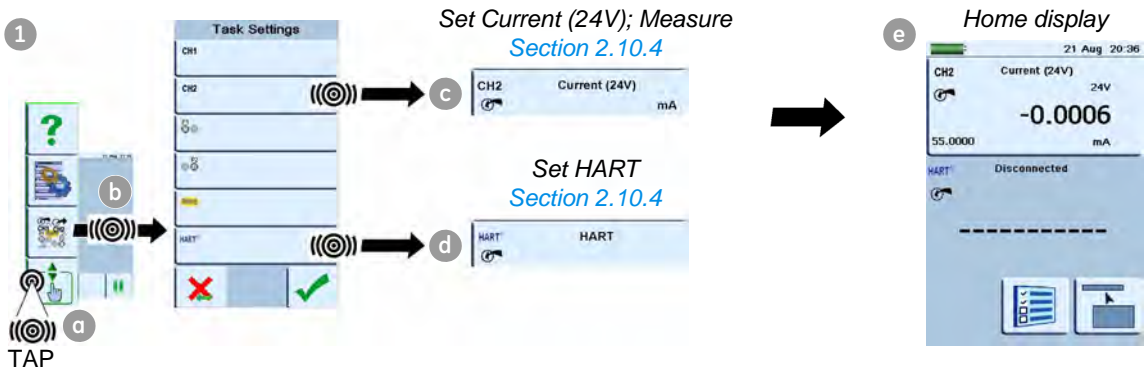 1
?
a
TAP
b
Task Settings
CH1
CH2
HART
Set Current (24V); Measure
Section 2.10.4
c
CH2 Current (24V)
mA
Set HART
Section 2.10.4
d
HART HART
e
Home display
21 Aug 20:36
CH2 Current (24V)
24V
-0.0006
55.0000 mA
HART Disconnected
-----------